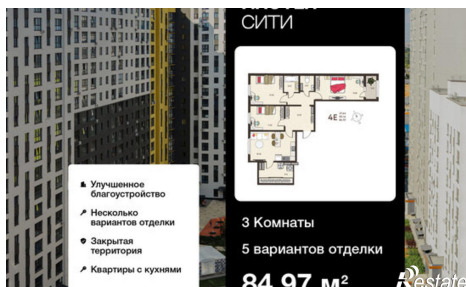 СИТИ
4Е
3 Комнаты
5 вариантов отделки
84,97 м²
Улучшенное
благоустройство
Несколько
вариантов отделки
Закрытая
территория
Квартиры с кухнями
Restate